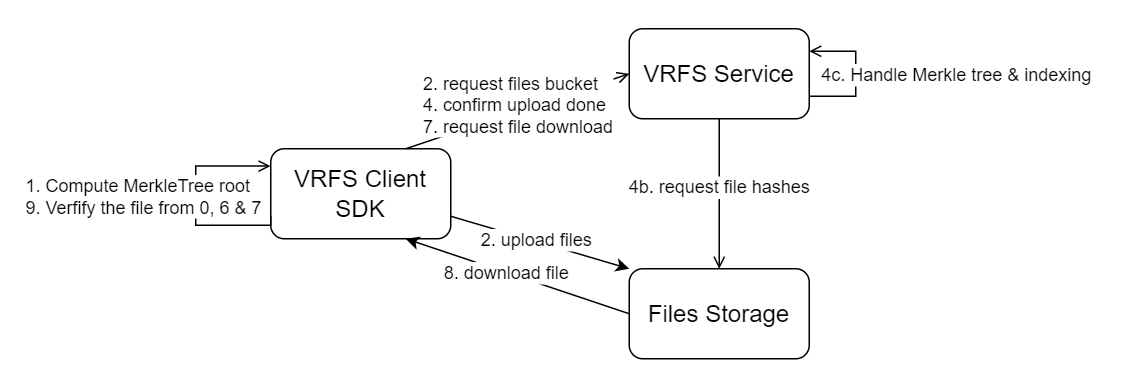 VRFS Service
4c. Handle Merkle tree & indexing
2. request files bucket
4. confirm upload done
7. request file download
VRFS Client
SDK
1. Compute MerkleTree root
9. Verfify the file from 0, 6 & 7
4b. request file hashes
2. upload files
8. download file
Files Storage